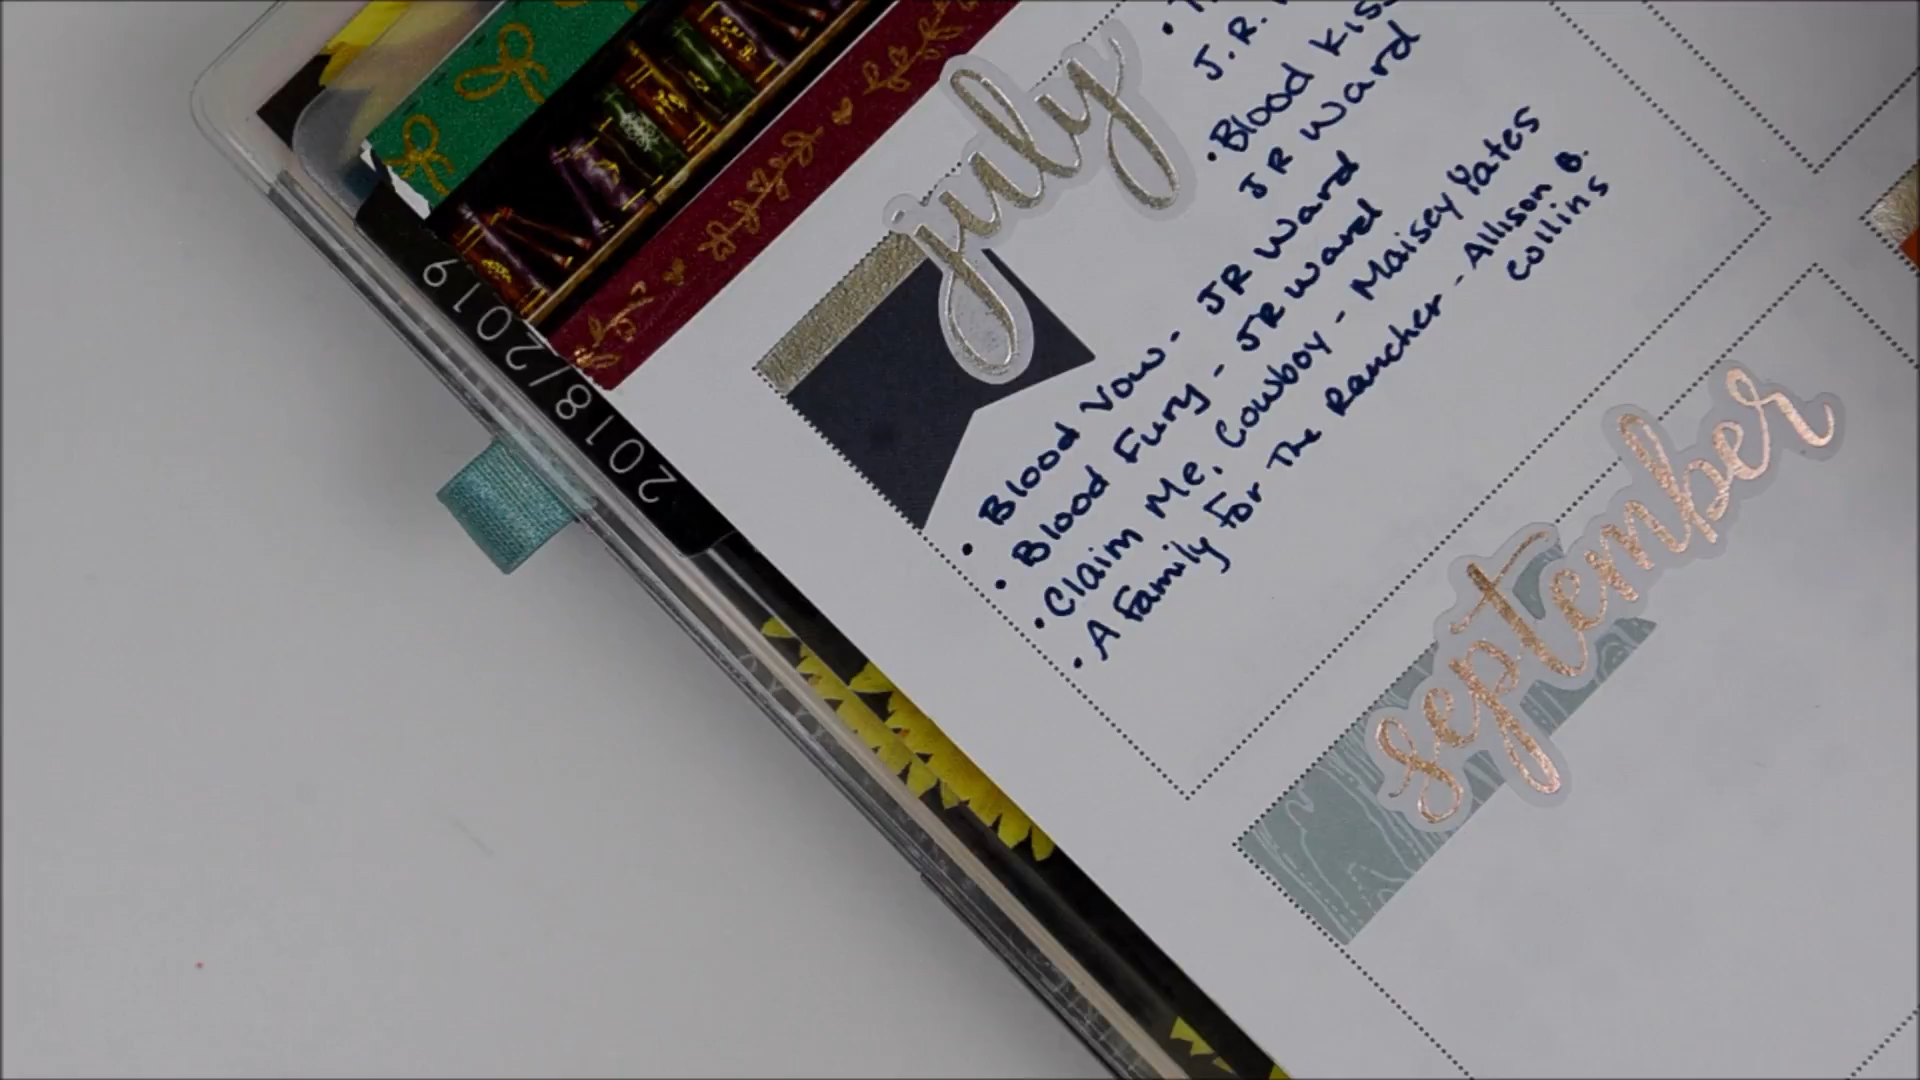 2018/2019
july
J.R.
• Blood Kiss
JR Ward
• Blood Vow - JR Ward
• Blood Fury - JR Ward
• Claim Me, Cowboy - Maisey Yates
• A Family For The Rancher - Allison B.
Collins
september